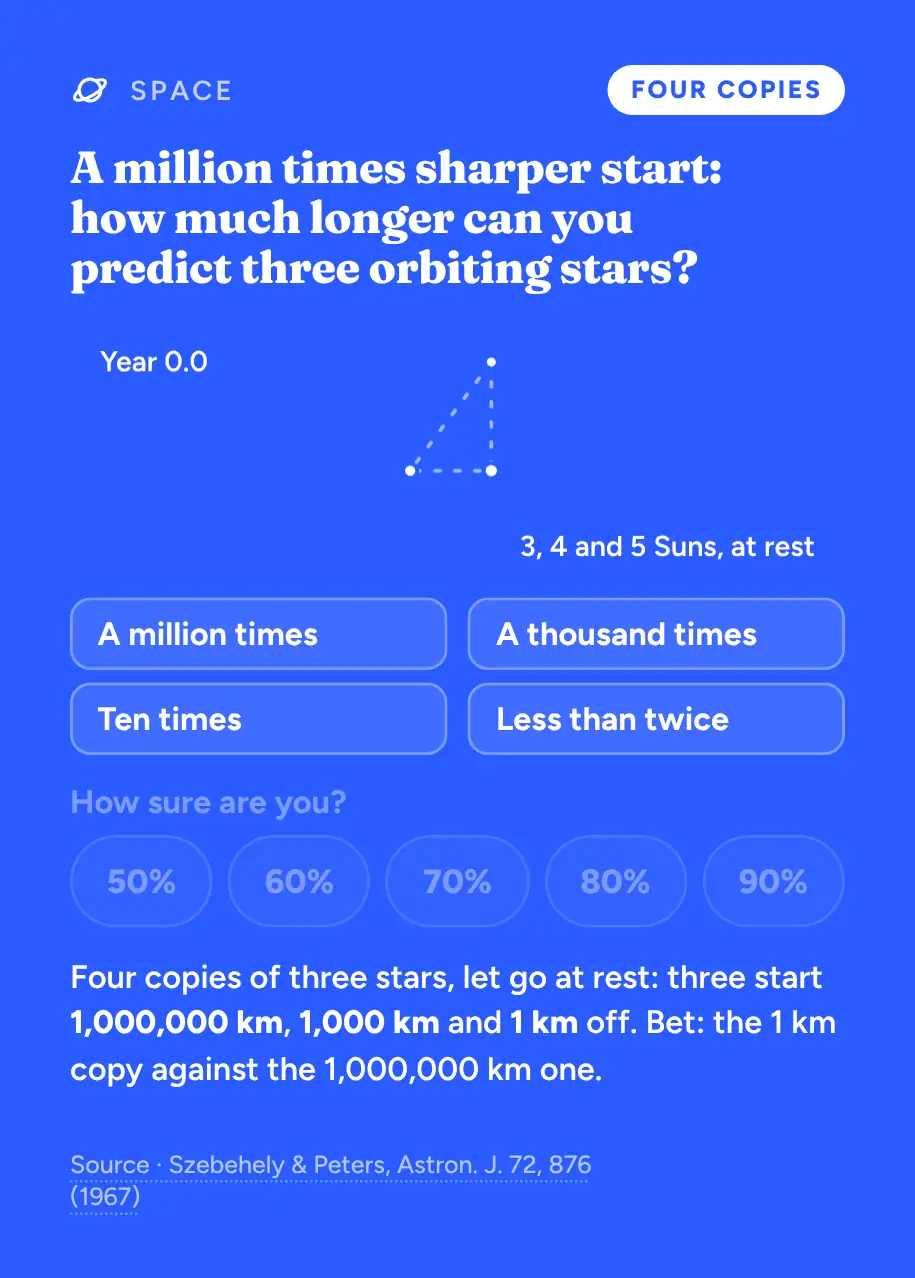 SPACE
FOUR COPIES
A million times sharper start:
how much longer can you
predict three orbiting stars?
Year 0.0
3, 4 and 5 Suns, at rest
A million times
A thousand times
Ten times
Less than twice
How sure are you?
50%
60%
70%
80%
90%
Four copies of three stars, let go at rest: three start
1,000,000 km, 1,000 km and 1 km off. Bet: the 1 km
copy against the 1,000,000 km one.
Source · Szebehely & Peters, Astron. J. 72, 876
(1967)